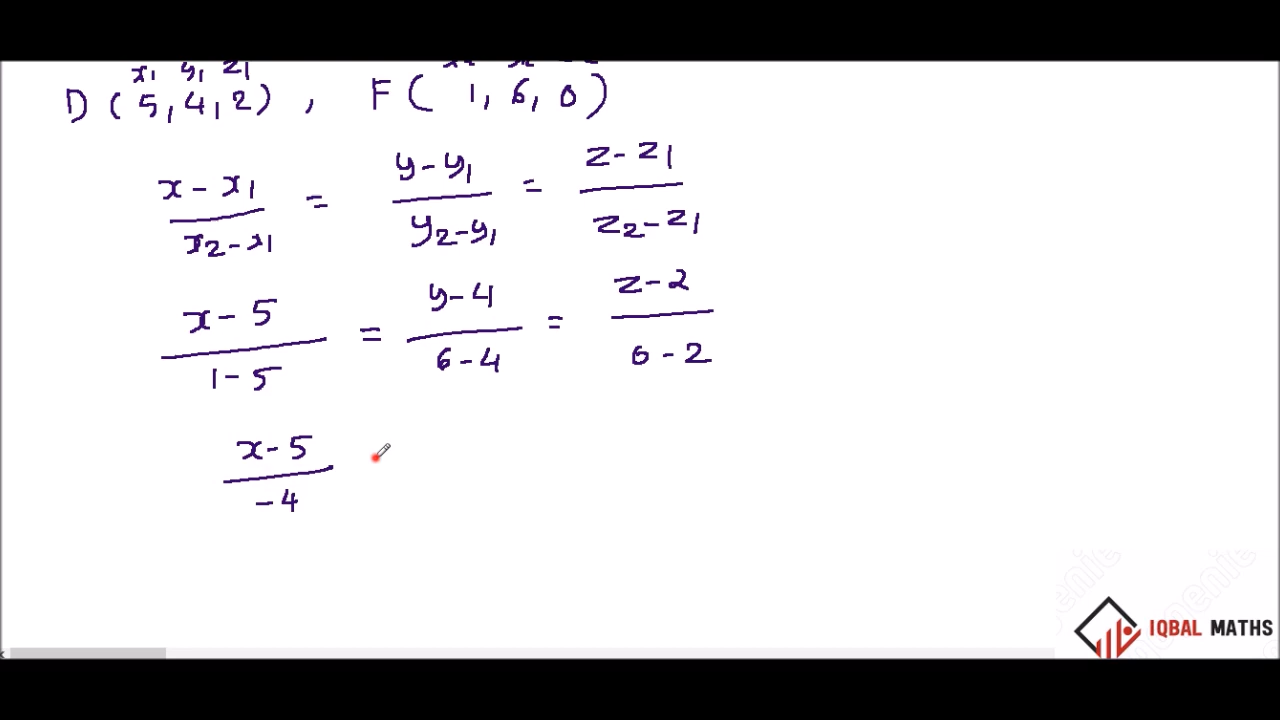 x₁ y₁ z₁
D ( 5, 4, 2 ) , F ( 1, 6, 0 )
x - x₁ / x₂ - x₁ = y - y₁ / y₂ - y₁ = z - z₁ / z₂ - z₁
x - 5 / 1 - 5 = y - 4 / 6 - 4 = z - 2 / 0 - 2
x - 5 / - 4
IQBAL MATHS